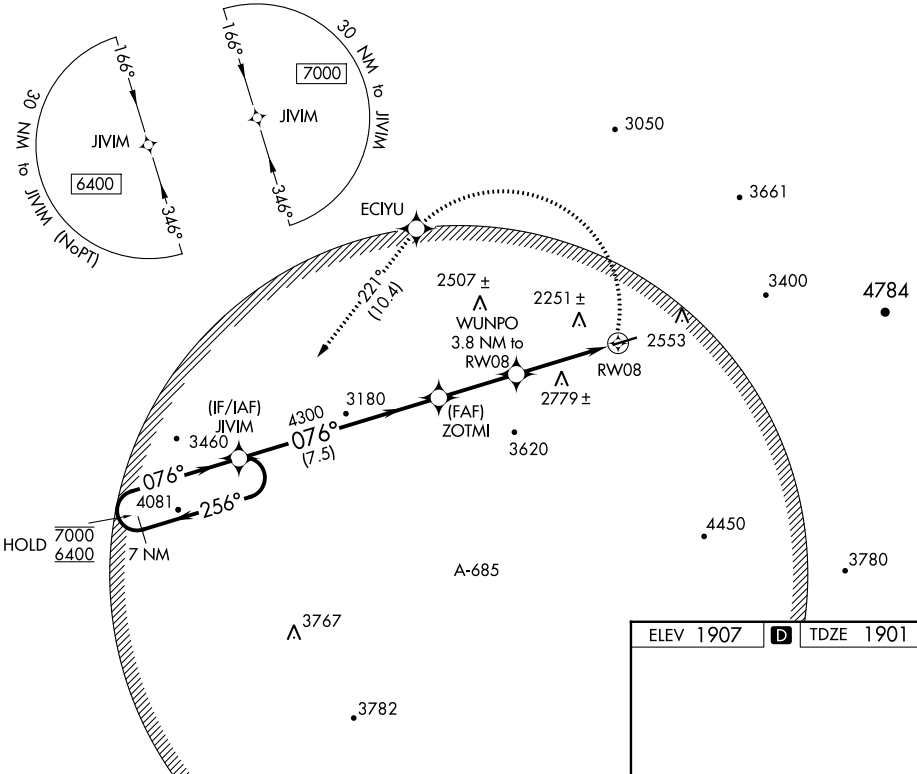 166°
JIVIM
6400
346°
30 NM to JIVIM (NoPT)
166°
7000
JIVIM
346°
30 NM to JIVIM
3050
3661
3400
4784
ECIYU
221°
(10.4)
2507 ±
2251 ±
WUNPO
3.8 NM to
RW08
2553
RW08
2779 ±
(FAF)
ZOTMI
3620
3180
4300
076°
(7.5)
(IF/IAF)
JIVIM
3460
076°
4081
256°
HOLD
7000
6400
7 NM
A-685
4450
3780
3767
3782
ELEV 1907
D
TDZE 1901